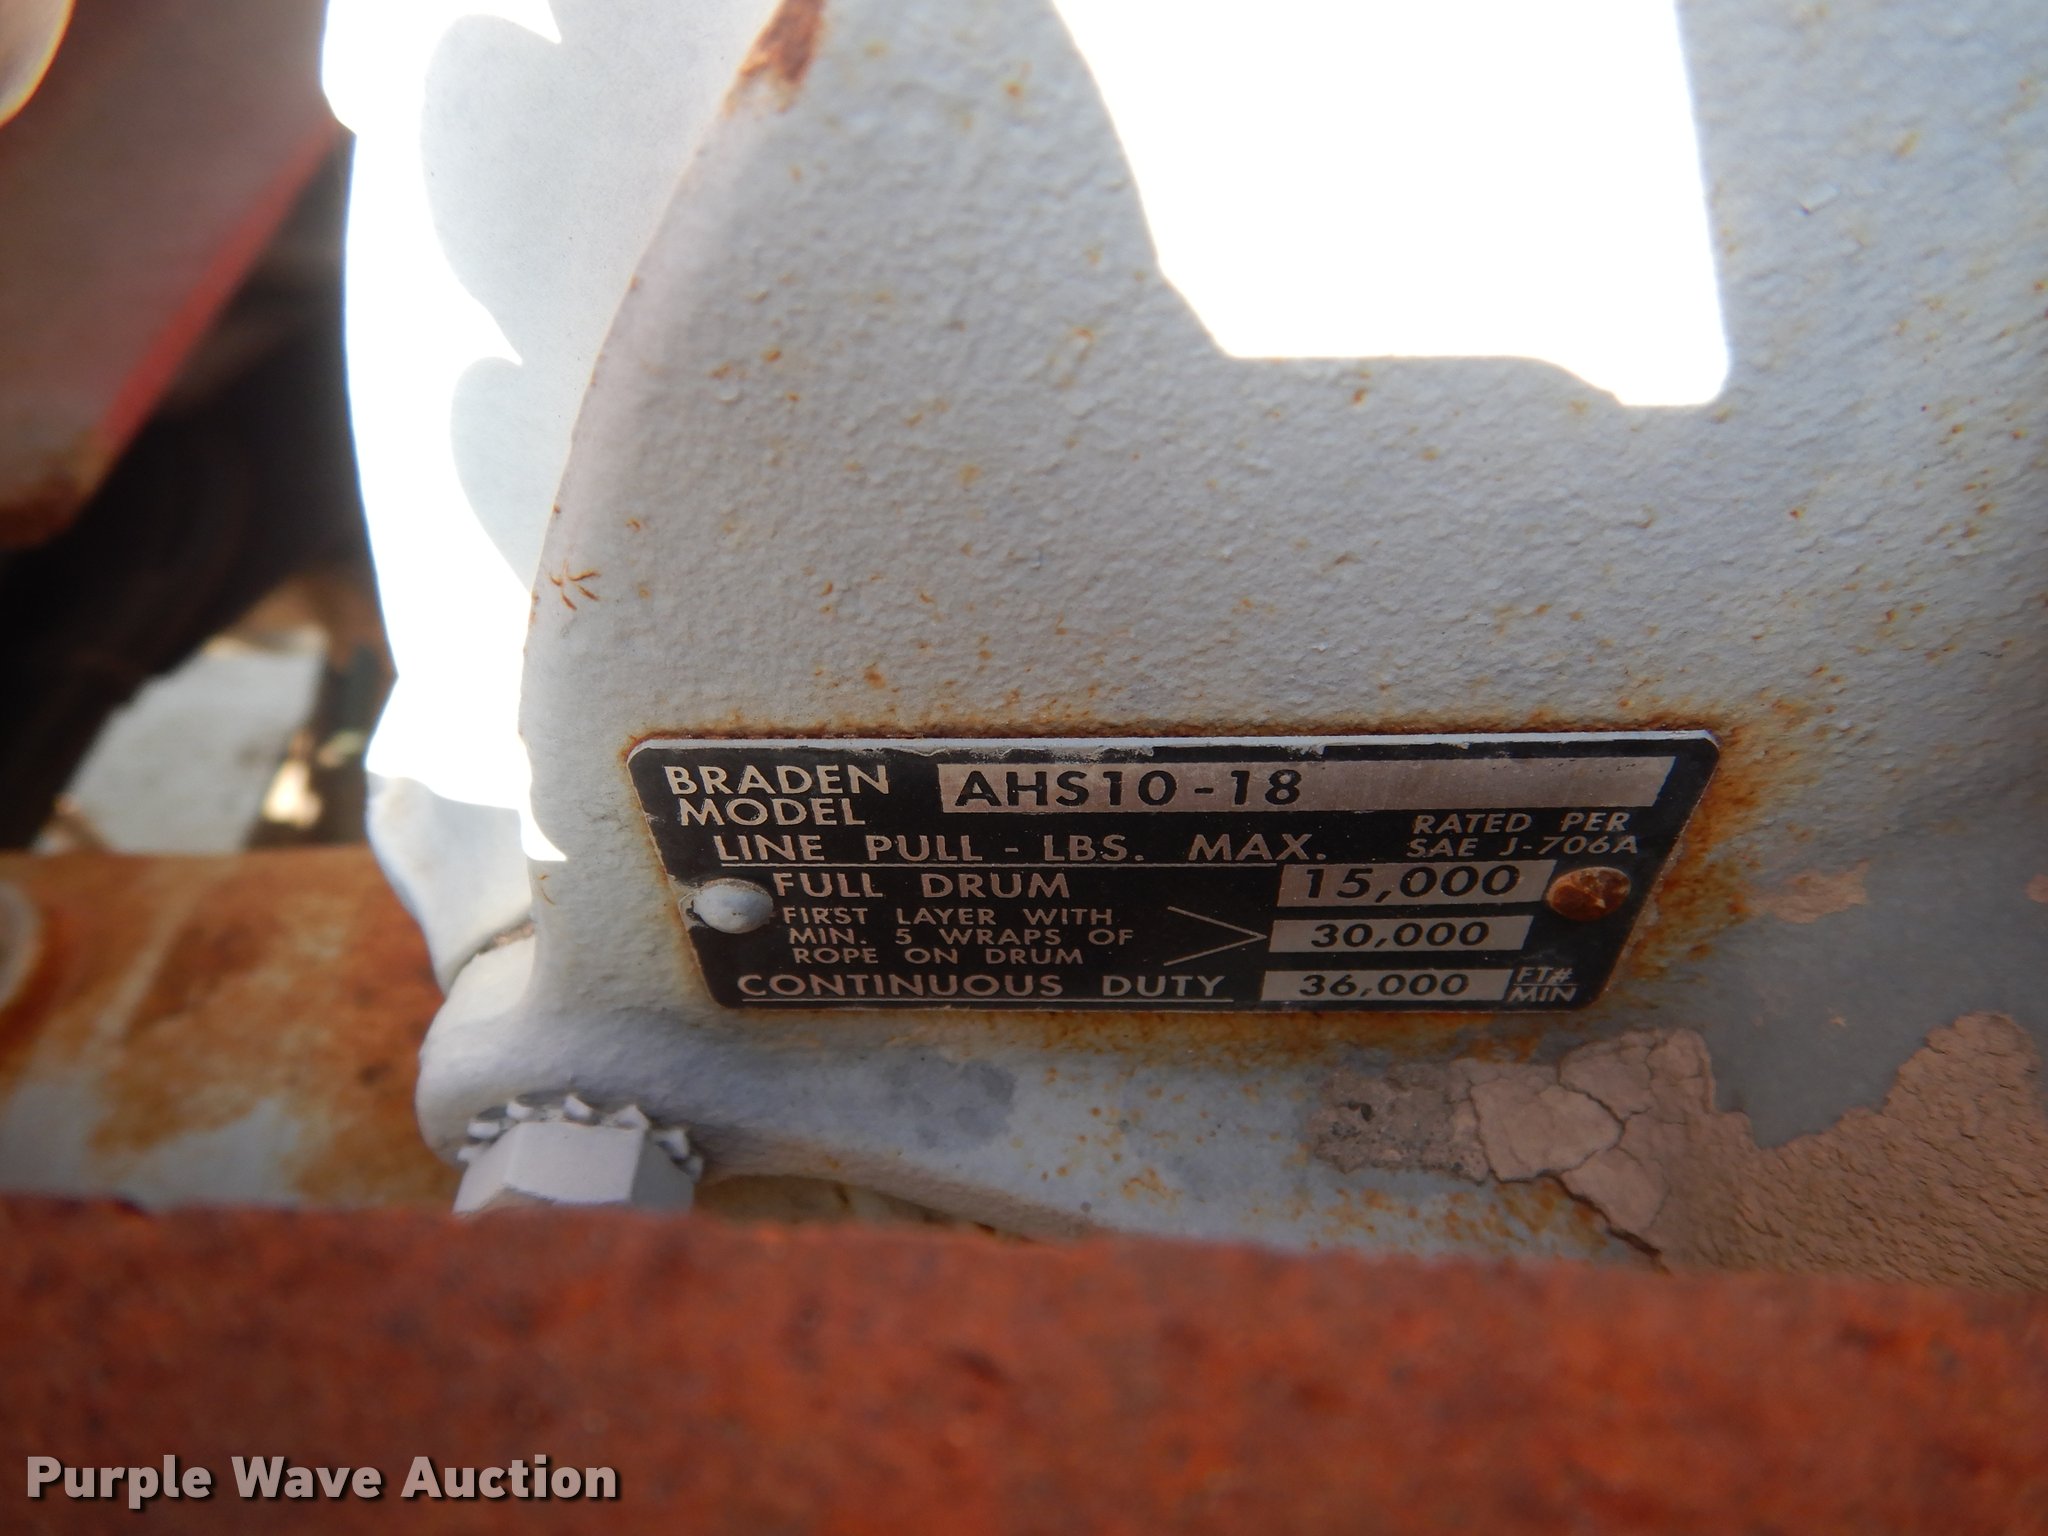 BRADEN MODEL AHS10-18
LINE PULL - LBS. MAX. RATED PER SAE J-706A
FULL DRUM 15,000
FIRST LAYER WITH
MIN. 5 WRAPS OF 30,000
ROPE ON DRUM
CONTINUOUS DUTY 36,000 FT# MIN
Purple Wave Auction